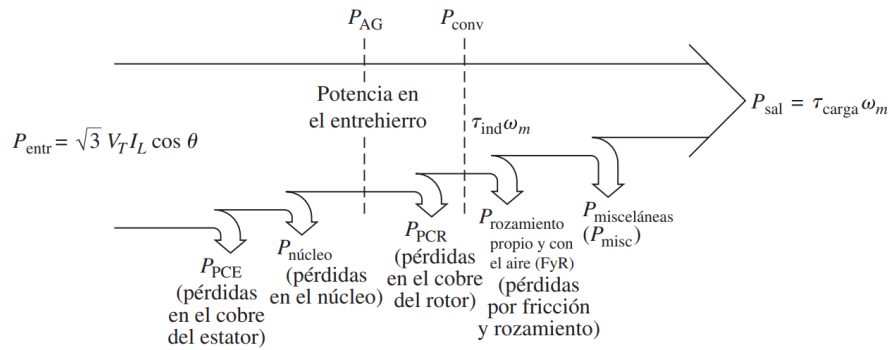 P_AG
P_conv
Potencia en
el entrehierro
τ_ind ω_m
P_sal = τ_carga ω_m
P_entr = √3 V_T I_L cos θ
P_PCE
(pérdidas
en el cobre
del estator)
P_núcleo
(pérdidas
en el núcleo)
P_PCR
(pérdidas
en el cobre
del rotor)
P_rozamiento
propio y con
el aire (FyR)
(pérdidas
por fricción
y rozamiento)
P_misceláneas
(P_misc)